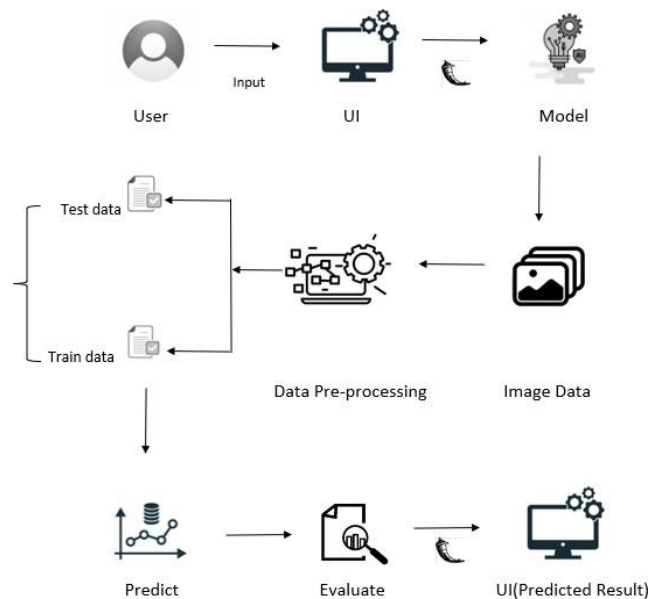 Input
User
UI
Model
Test data
Train data
Data Pre-processing
Image Data
Predict
Evaluate
UI(Predicted Result)